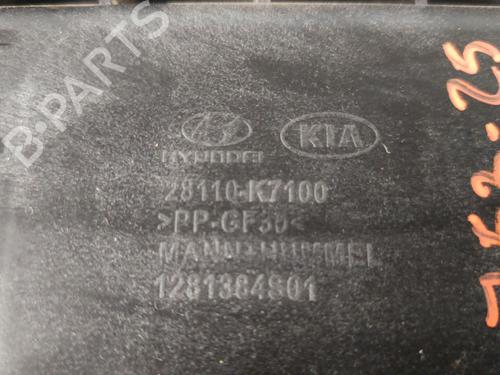 B-PARTS
HYUNDAI
KIA
28110-K7100
>PP-GF30<
MANN+HUMMEL
1281384S01